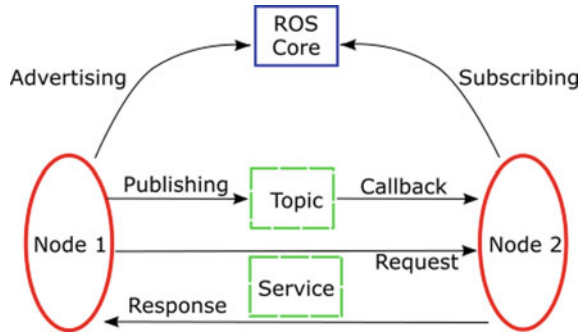 ROS
Core
Advertising
Subscribing
Publishing
Topic
Callback
Node 1
Node 2
Request
Service
Response